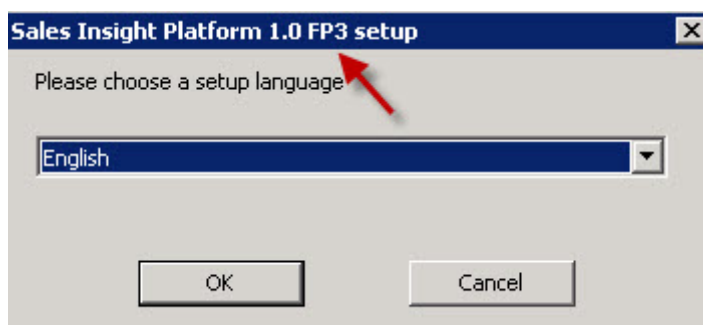 Sales Insight Platform 1.0 FP3 setup
Please choose a setup language
English
OK Cancel